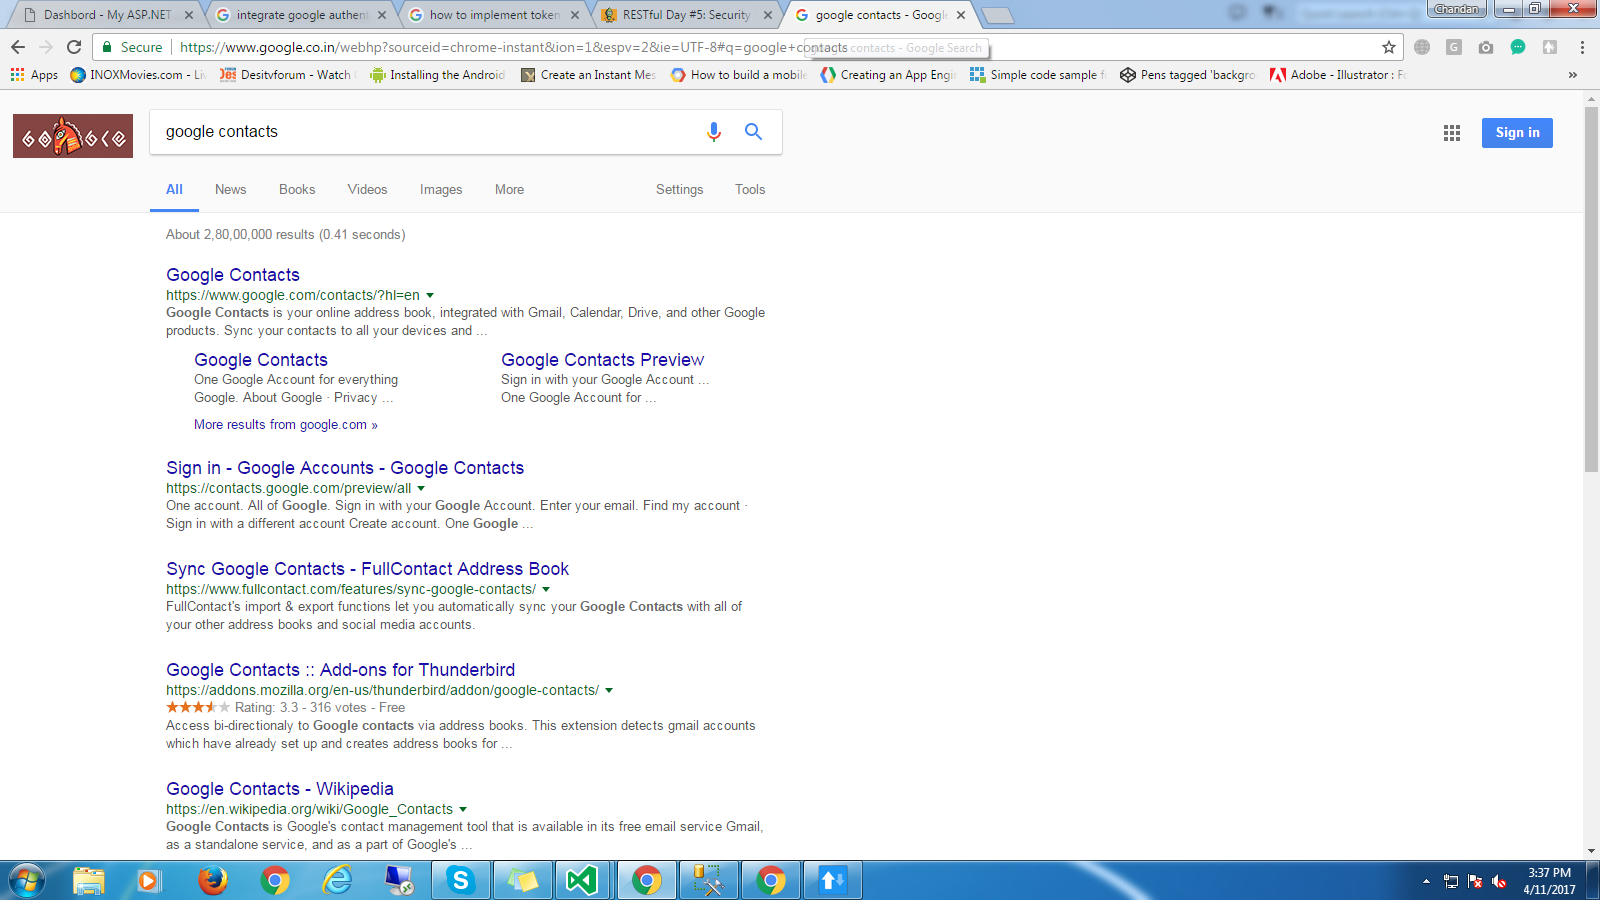 Dashbord - My ASP.NET
integrate google authen
how to implement token
RESTful Day #5: Security
google contacts - Googl
Chandan
Secure
https://www.google.co.in/webhp?sourceid=chrome-instant&ion=1&espv=2&ie=UTF-8#q=google+contacts
contacts - Google Search
Apps
INOXMovies.com - Li
Desitvforum - Watch
Installing the Android
Create an Instant Mes
How to build a mobile
Creating an App Engi
Simple code sample f
Pens tagged 'backgro
Adobe - Illustrator : F
»
GOOGLE
google contacts
Sign in
All
News
Books
Videos
Images
More
Settings
Tools
About 2,80,00,000 results (0.41 seconds)
Google Contacts
https://www.google.com/contacts/?hl=en
Google Contacts is your online address book, integrated with Gmail, Calendar, Drive, and other Google
products. Sync your contacts to all your devices and ...
Google Contacts
One Google Account for everything
Google. About Google · Privacy ...
Google Contacts Preview
Sign in with your Google Account ...
One Google Account for ...
More results from google.com »
Sign in - Google Accounts - Google Contacts
https://contacts.google.com/preview/all
One account. All of Google. Sign in with your Google Account. Enter your email. Find my account ·
Sign in with a different account Create account. One Google ...
Sync Google Contacts - FullContact Address Book
https://www.fullcontact.com/features/sync-google-contacts/
FullContact's import & export functions let you automatically sync your Google Contacts with all of
your other address books and social media accounts.
Google Contacts :: Add-ons for Thunderbird
https://addons.mozilla.org/en-us/thunderbird/addon/google-contacts/
Rating: 3.3 - 316 votes - Free
Access bi-directionaly to Google contacts via address books. This extension detects gmail accounts
which have already set up and creates address books for ...
Google Contacts - Wikipedia
https://en.wikipedia.org/wiki/Google_Contacts
Google Contacts is Google's contact management tool that is available in its free email service Gmail,
as a standalone service, and as a part of Google's ...
3:37 PM
4/11/2017